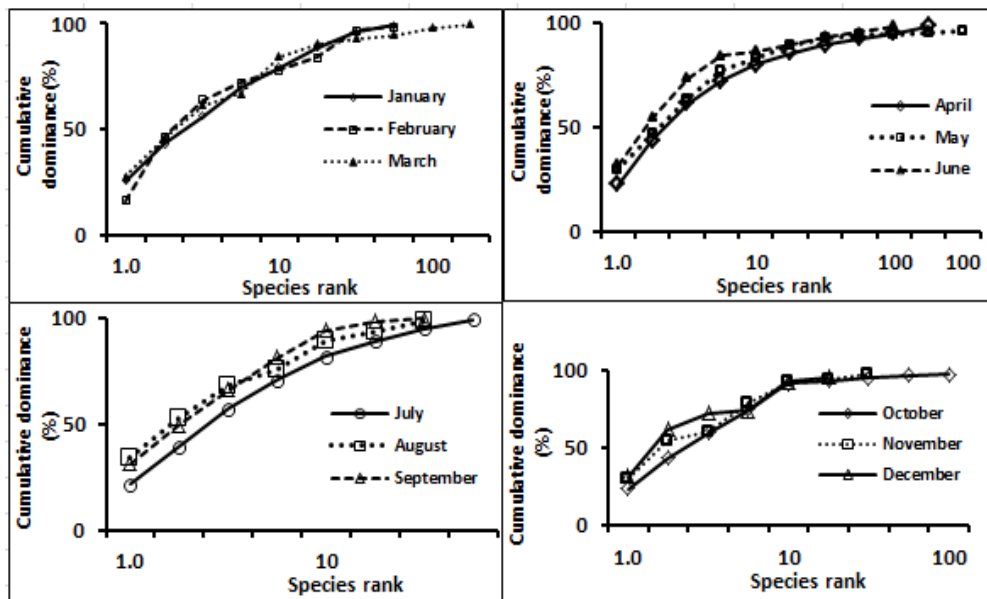 Cumulative
dominance (%)
100
50
0
January
February
March
1.0 10 100
Species rank
Cumulative
dominance(%)
100
50
0
April
May
June
1.0 10 100 100
Species rank
Cumulative dominance
(%)
100
50
0
July
August
September
1.0 10
Species rank
Cumulative dominance
(%)
100
50
0
October
November
December
1.0 10 100
Species rank